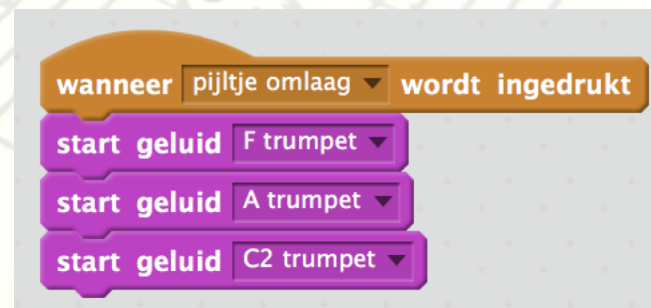 wanneer pijltje omlaag wordt ingedrukt
start geluid F trumpet
start geluid A trumpet
start geluid C2 trumpet